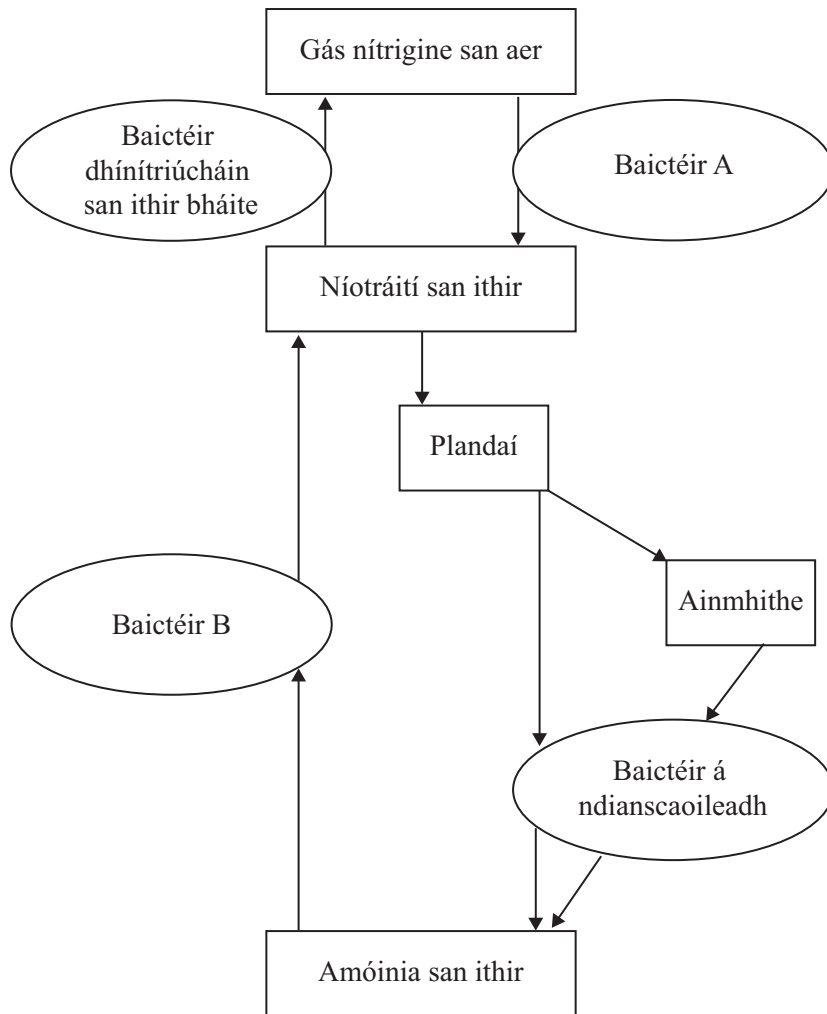 Gás nítrigine san aer
Baictéir
dhínitriúcháin
san ithir bháite
Baictéir A
Níotráití san ithir
Plandaí
Ainmhithe
Baictéir B
Baictéir á
ndianscaoileadh
Amóinia san ithir